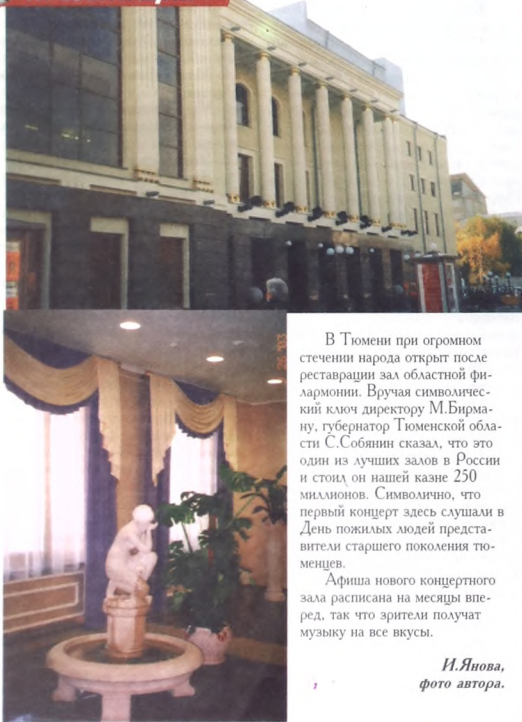 В Тюмени при огромном
стечении народа открыт после
реставрации зал областной фи-
лармонии. Вручая символичес-
кий ключ директору М.Бирма-
ну, губернатор Тюменской обла-
сти С.Собянин сказал, что это
один из лучших залов в России
и стоил он нашей казне 250
миллионов. Символично, что
первый концерт здесь слушали в
День пожилых людей предста-
вители старшего поколения тю-
менцев.
Афиша нового концертного
зала расписана на месяцы впе-
ред, так что зрители получат
музыку на все вкусы.
И.Янова,
фото автора.